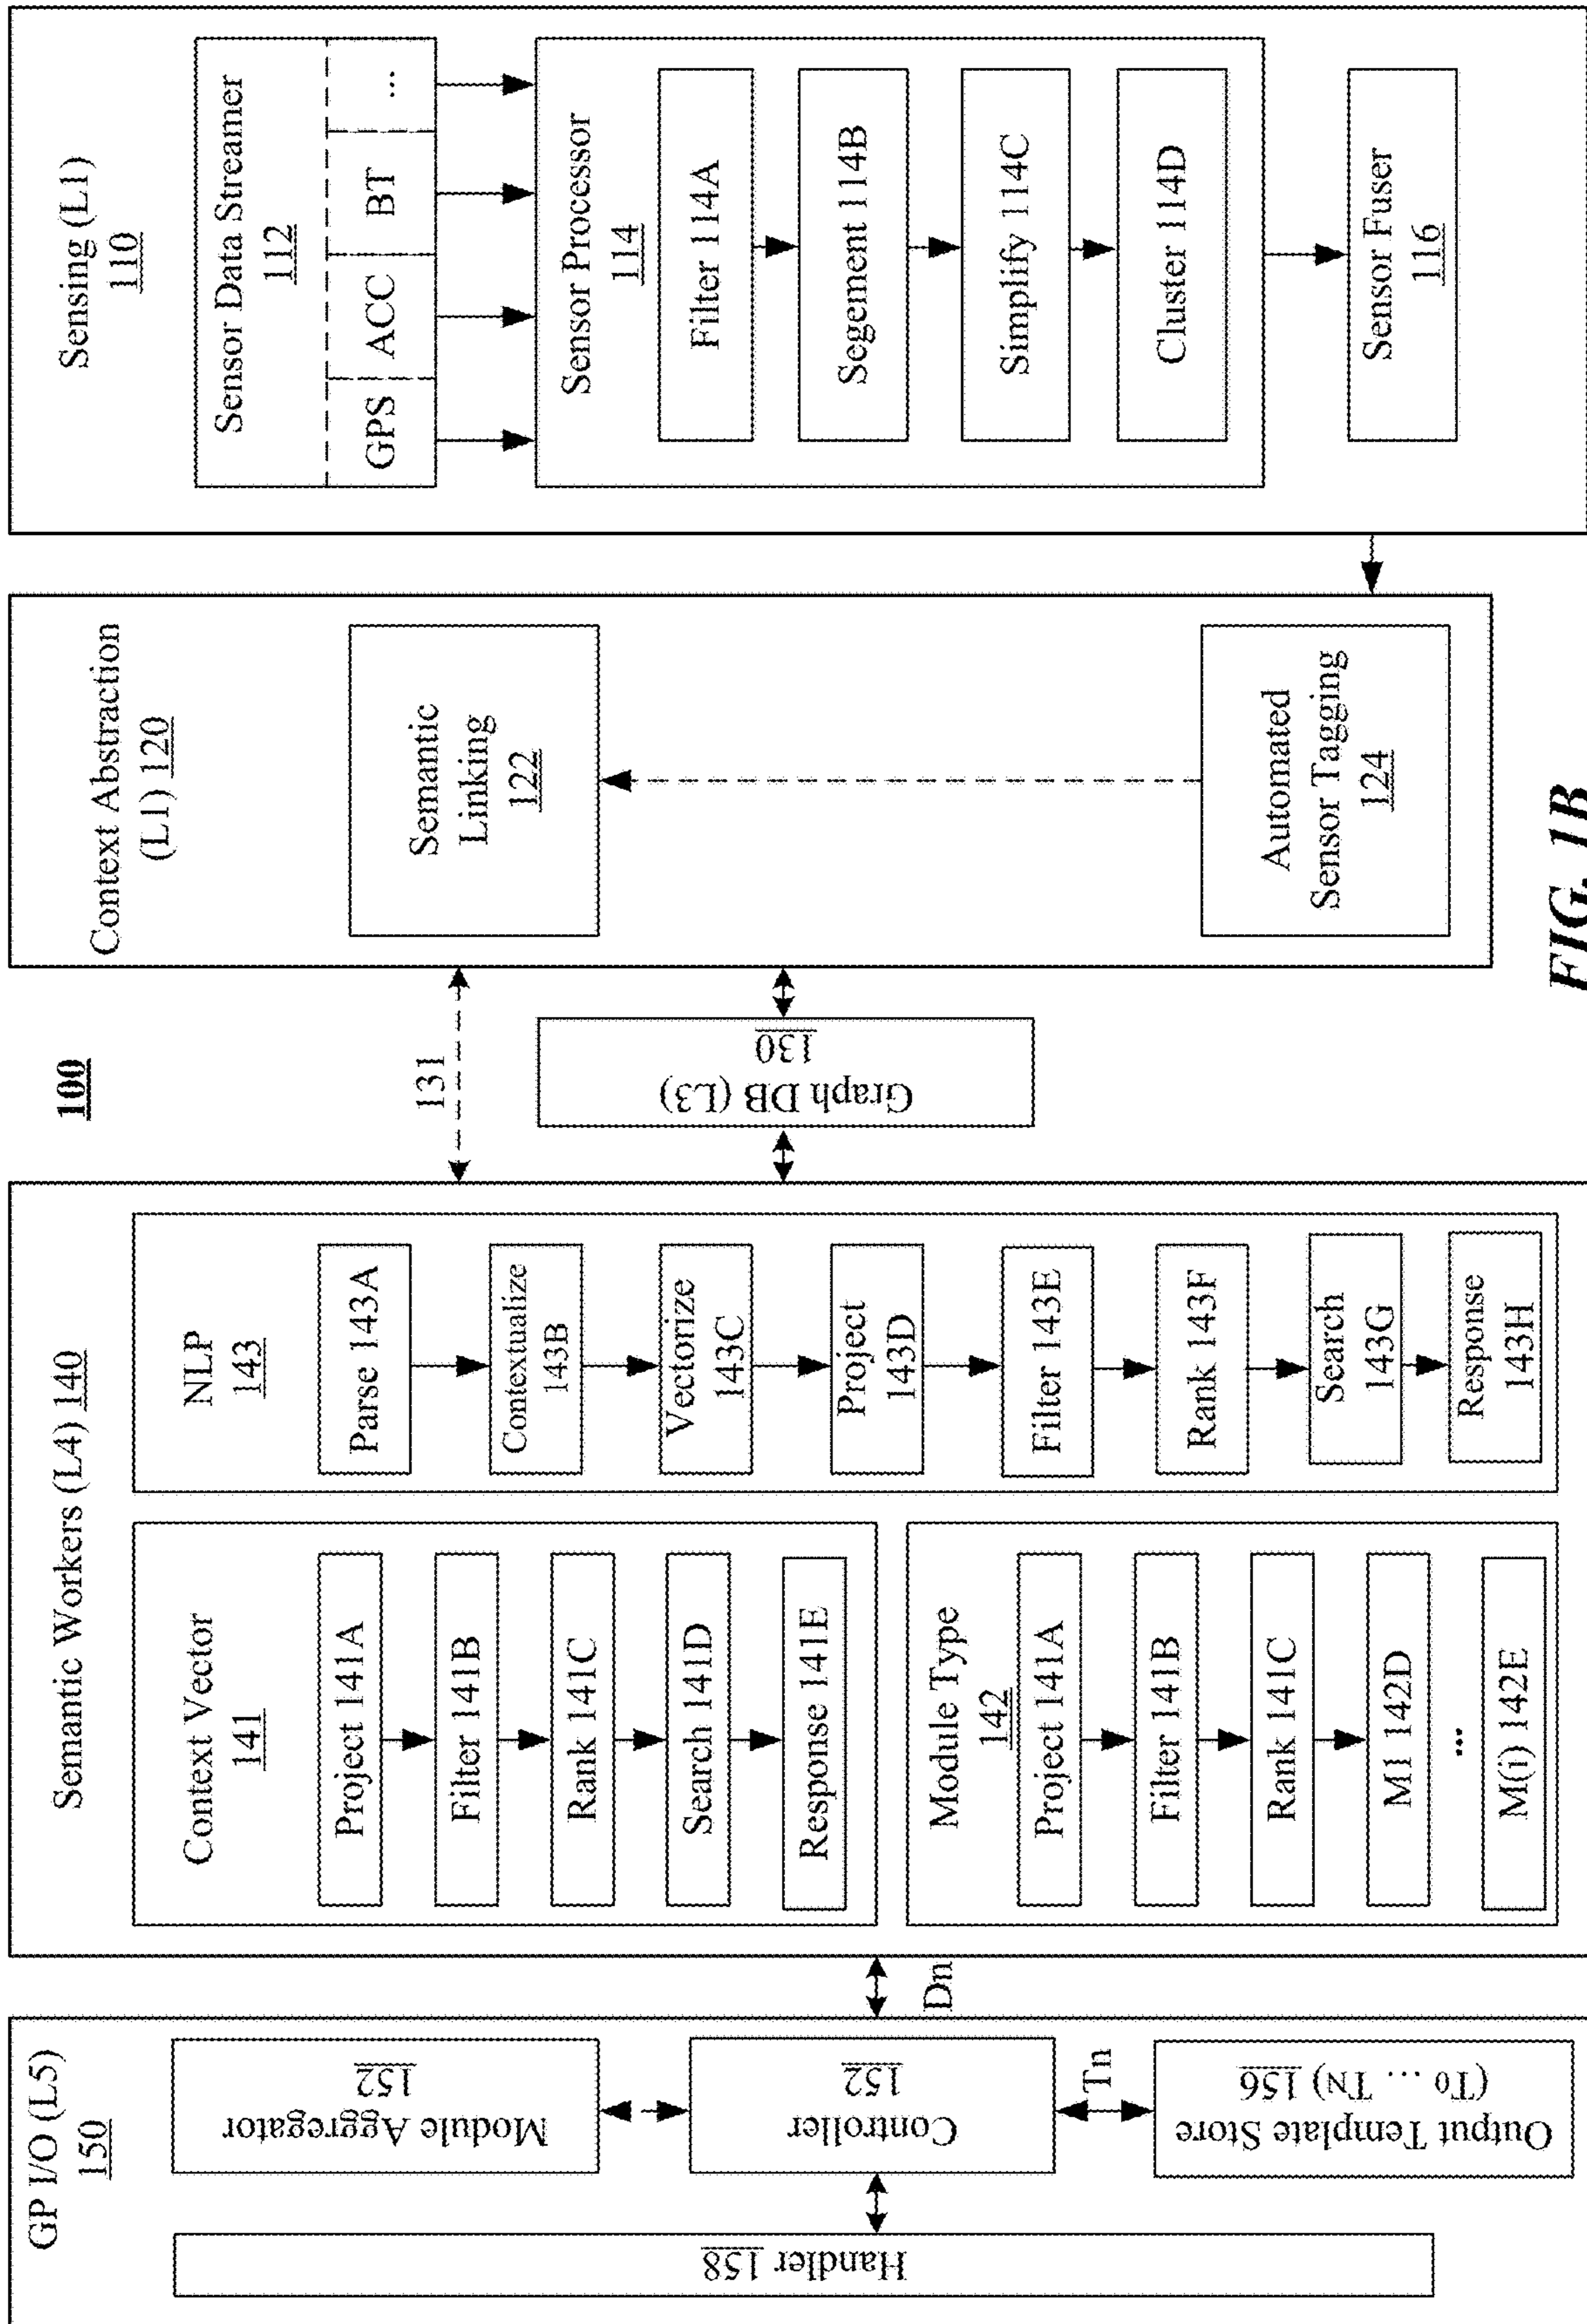 100
GP I/O (L5)
150
Handler 158
Module Aggregator
152
Controller
152
Tn
Output Template Store
(T0 ... TN) 156
Dn
Semantic Workers (L4) 140
Context Vector
141
Project 141A
Filter 141B
Rank 141C
Search 141D
Response 141E
Module Type
142
Project 141A
Filter 141B
Rank 141C
M1 142D
...
M(i) 142E
NLP
143
Parse 143A
Contextualize
143B
Vectorize
143C
Project
143D
Filter 143E
Rank 143F
Search
143G
Response
143H
131
Graph DB (L3)
130
Context Abstraction
(L1) 120
Semantic
Linking
122
Automated
Sensor Tagging
124
Sensing (L1)
110
Sensor Data Streamer
112
GPS
ACC
BT
...
Sensor Processor
114
Filter 114A
Segement 114B
Simplify 114C
Cluster 114D
Sensor Fuser
116
FIG. 1B